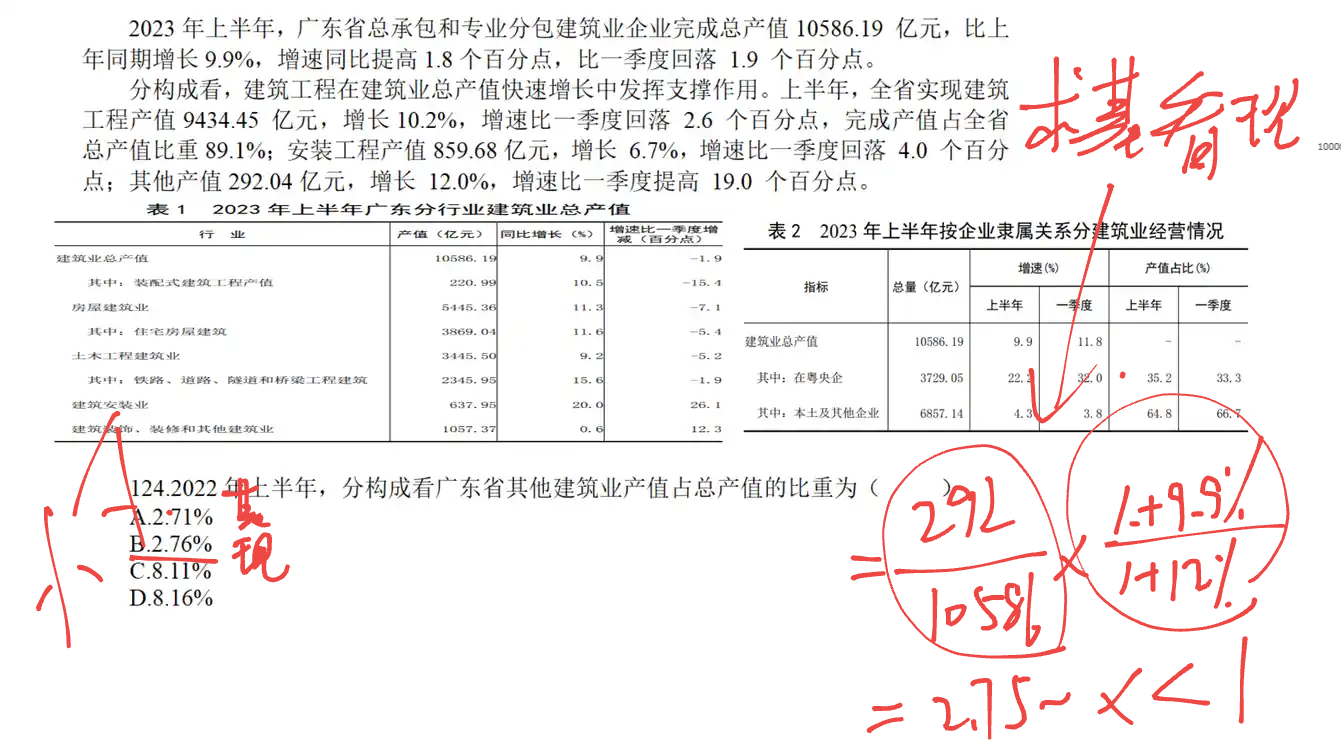 2023 年上半年，广东省总承包和专业分包建筑业企业完成总产值 10586.19 亿元，比上
年同期增长 9.9%，增速同比提高 1.8 个百分点，比一季度回落 1.9 个百分点。
分构成看，建筑工程在建筑业总产值快速增长中发挥支撑作用。上半年，全省实现建筑
工程产值 9434.45 亿元，增长 10.2%，增速比一季度回落 2.6 个百分点，完成产值占全省
总产值比重 89.1%；安装工程产值 859.68 亿元，增长 6.7%，增速比一季度回落 4.0 个百分
点；其他产值 292.04 亿元，增长 12.0%，增速比一季度提高 19.0 个百分点。
求基看现
10000
表 1 2023 年上半年广东分行业建筑业总产值
行 业 产值（亿元） 同比增长（%） 增速比一季度增减（百分点）
建筑业总产值 10586.19 9.9 -1.9
其中：装配式建筑工程产值 220.99 10.5 -15.4
房屋建筑业 5445.36 11.3 -7.1
其中：住宅房屋建筑 3869.04 11.6 -5.4
土木工程建筑业 3445.50 9.2 -5.2
其中：铁路、道路、隧道和桥梁工程建筑 2345.95 15.6 -1.9
建筑安装业 637.95 20.0 26.1
建筑装饰、装修和其他建筑业 1057.37 0.6 12.3
表 2 2023 年上半年按企业隶属关系分建筑业经营情况
指标 总量（亿元） 增速(%) 产值占比(%)
上半年 一季度 上半年 一季度
建筑业总产值 10586.19 9.9 11.8 - -
其中：在粤央企 3729.05 22.2 32.0 35.2 33.3
其中：本土及其他企业 6857.14 4.3 3.8 64.8 66.7
124.2022 年上半年，分构成看广东省其他建筑业产值占总产值的比重为（ ）
A.2.71%
B.2.76%
C.8.11%
D.8.16%
现
= 292/10586 × 1+9.9%/1+12%
= 2.75~ × < 1